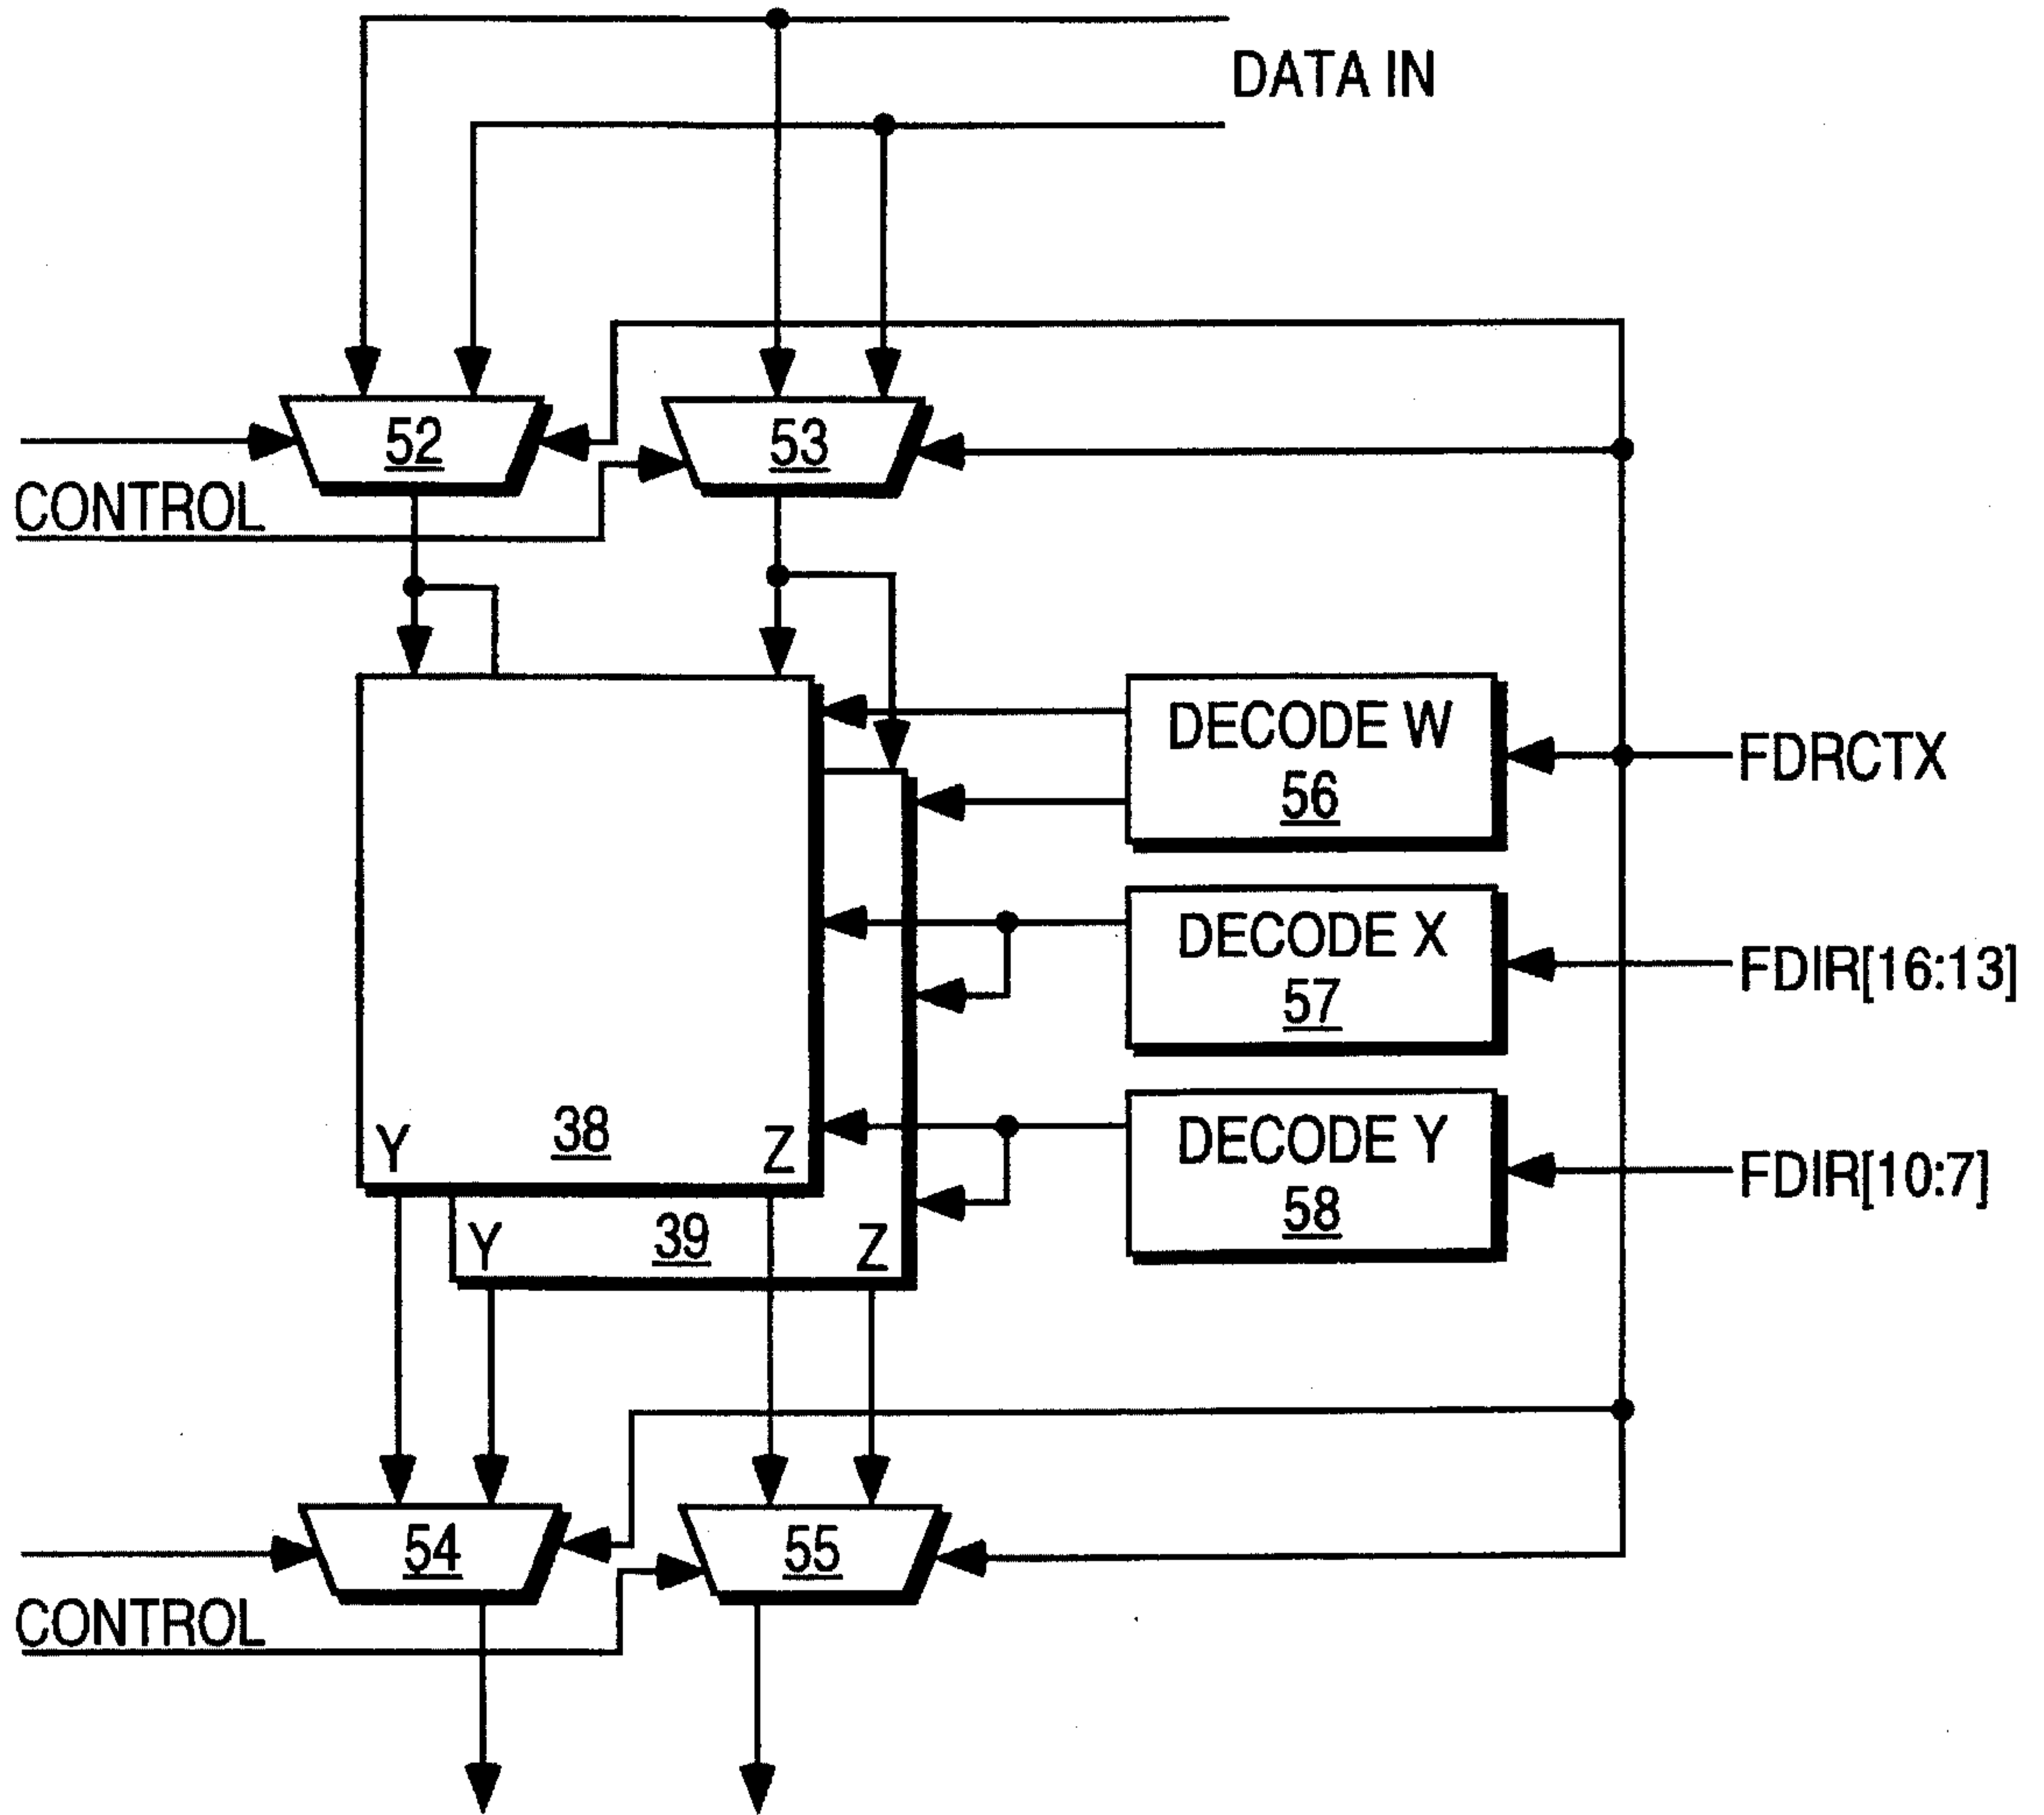 DATA IN
52
53
CONTROL
DECODE W
56
FDRCTX
DECODE X
57
FDIR[16:13]
DECODE Y
58
FDIR[10:7]
Y
38
Z
Y
39
Z
54
55
CONTROL